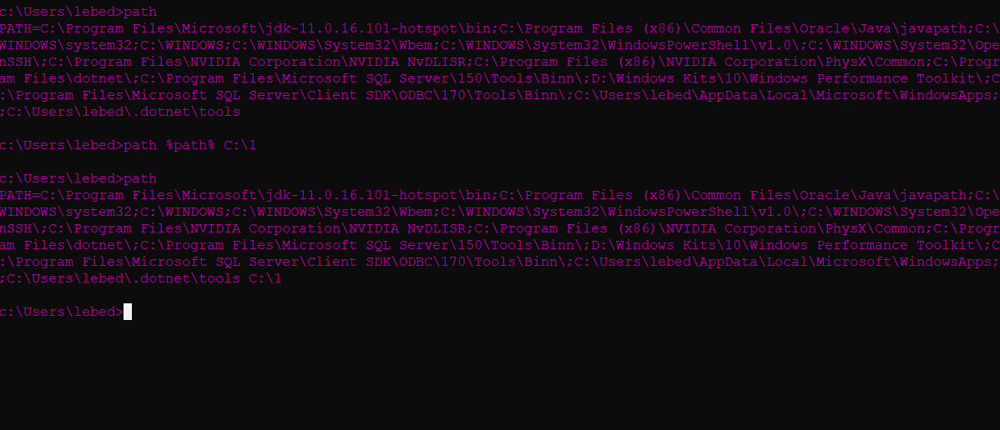 c:\Users\lebed>path
PATH=C:\Program Files\Microsoft\jdk-11.0.16.101-hotspot\bin;C:\Program Files (x86)\Common Files\Oracle\Java\javapath;C:\
WINDOWS\system32;C:\WINDOWS;C:\WINDOWS\System32\Wbem;C:\WINDOWS\System32\WindowsPowerShell\v1.0\;C:\WINDOWS\System32\Ope
nSSH\;C:\Program Files\NVIDIA Corporation\NVIDIA NvDLISR;C:\Program Files (x86)\NVIDIA Corporation\PhysX\Common;C:\Progr
am Files\dotnet\;C:\Program Files\Microsoft SQL Server\150\Tools\Binn\;D:\Windows Kits\10\Windows Performance Toolkit\;C
:\Program Files\Microsoft SQL Server\Client SDK\ODBC\170\Tools\Binn\;C:\Users\lebed\AppData\Local\Microsoft\WindowsApps;
;C:\Users\lebed\.dotnet\tools
c:\Users\lebed>path %path% C:\1
c:\Users\lebed>path
PATH=C:\Program Files\Microsoft\jdk-11.0.16.101-hotspot\bin;C:\Program Files (x86)\Common Files\Oracle\Java\javapath;C:\
WINDOWS\system32;C:\WINDOWS;C:\WINDOWS\System32\Wbem;C:\WINDOWS\System32\WindowsPowerShell\v1.0\;C:\WINDOWS\System32\Ope
nSSH\;C:\Program Files\NVIDIA Corporation\NVIDIA NvDLISR;C:\Program Files (x86)\NVIDIA Corporation\PhysX\Common;C:\Progr
am Files\dotnet\;C:\Program Files\Microsoft SQL Server\150\Tools\Binn\;D:\Windows Kits\10\Windows Performance Toolkit\;C
:\Program Files\Microsoft SQL Server\Client SDK\ODBC\170\Tools\Binn\;C:\Users\lebed\AppData\Local\Microsoft\WindowsApps;
;C:\Users\lebed\.dotnet\tools C:\1
c:\Users\lebed>